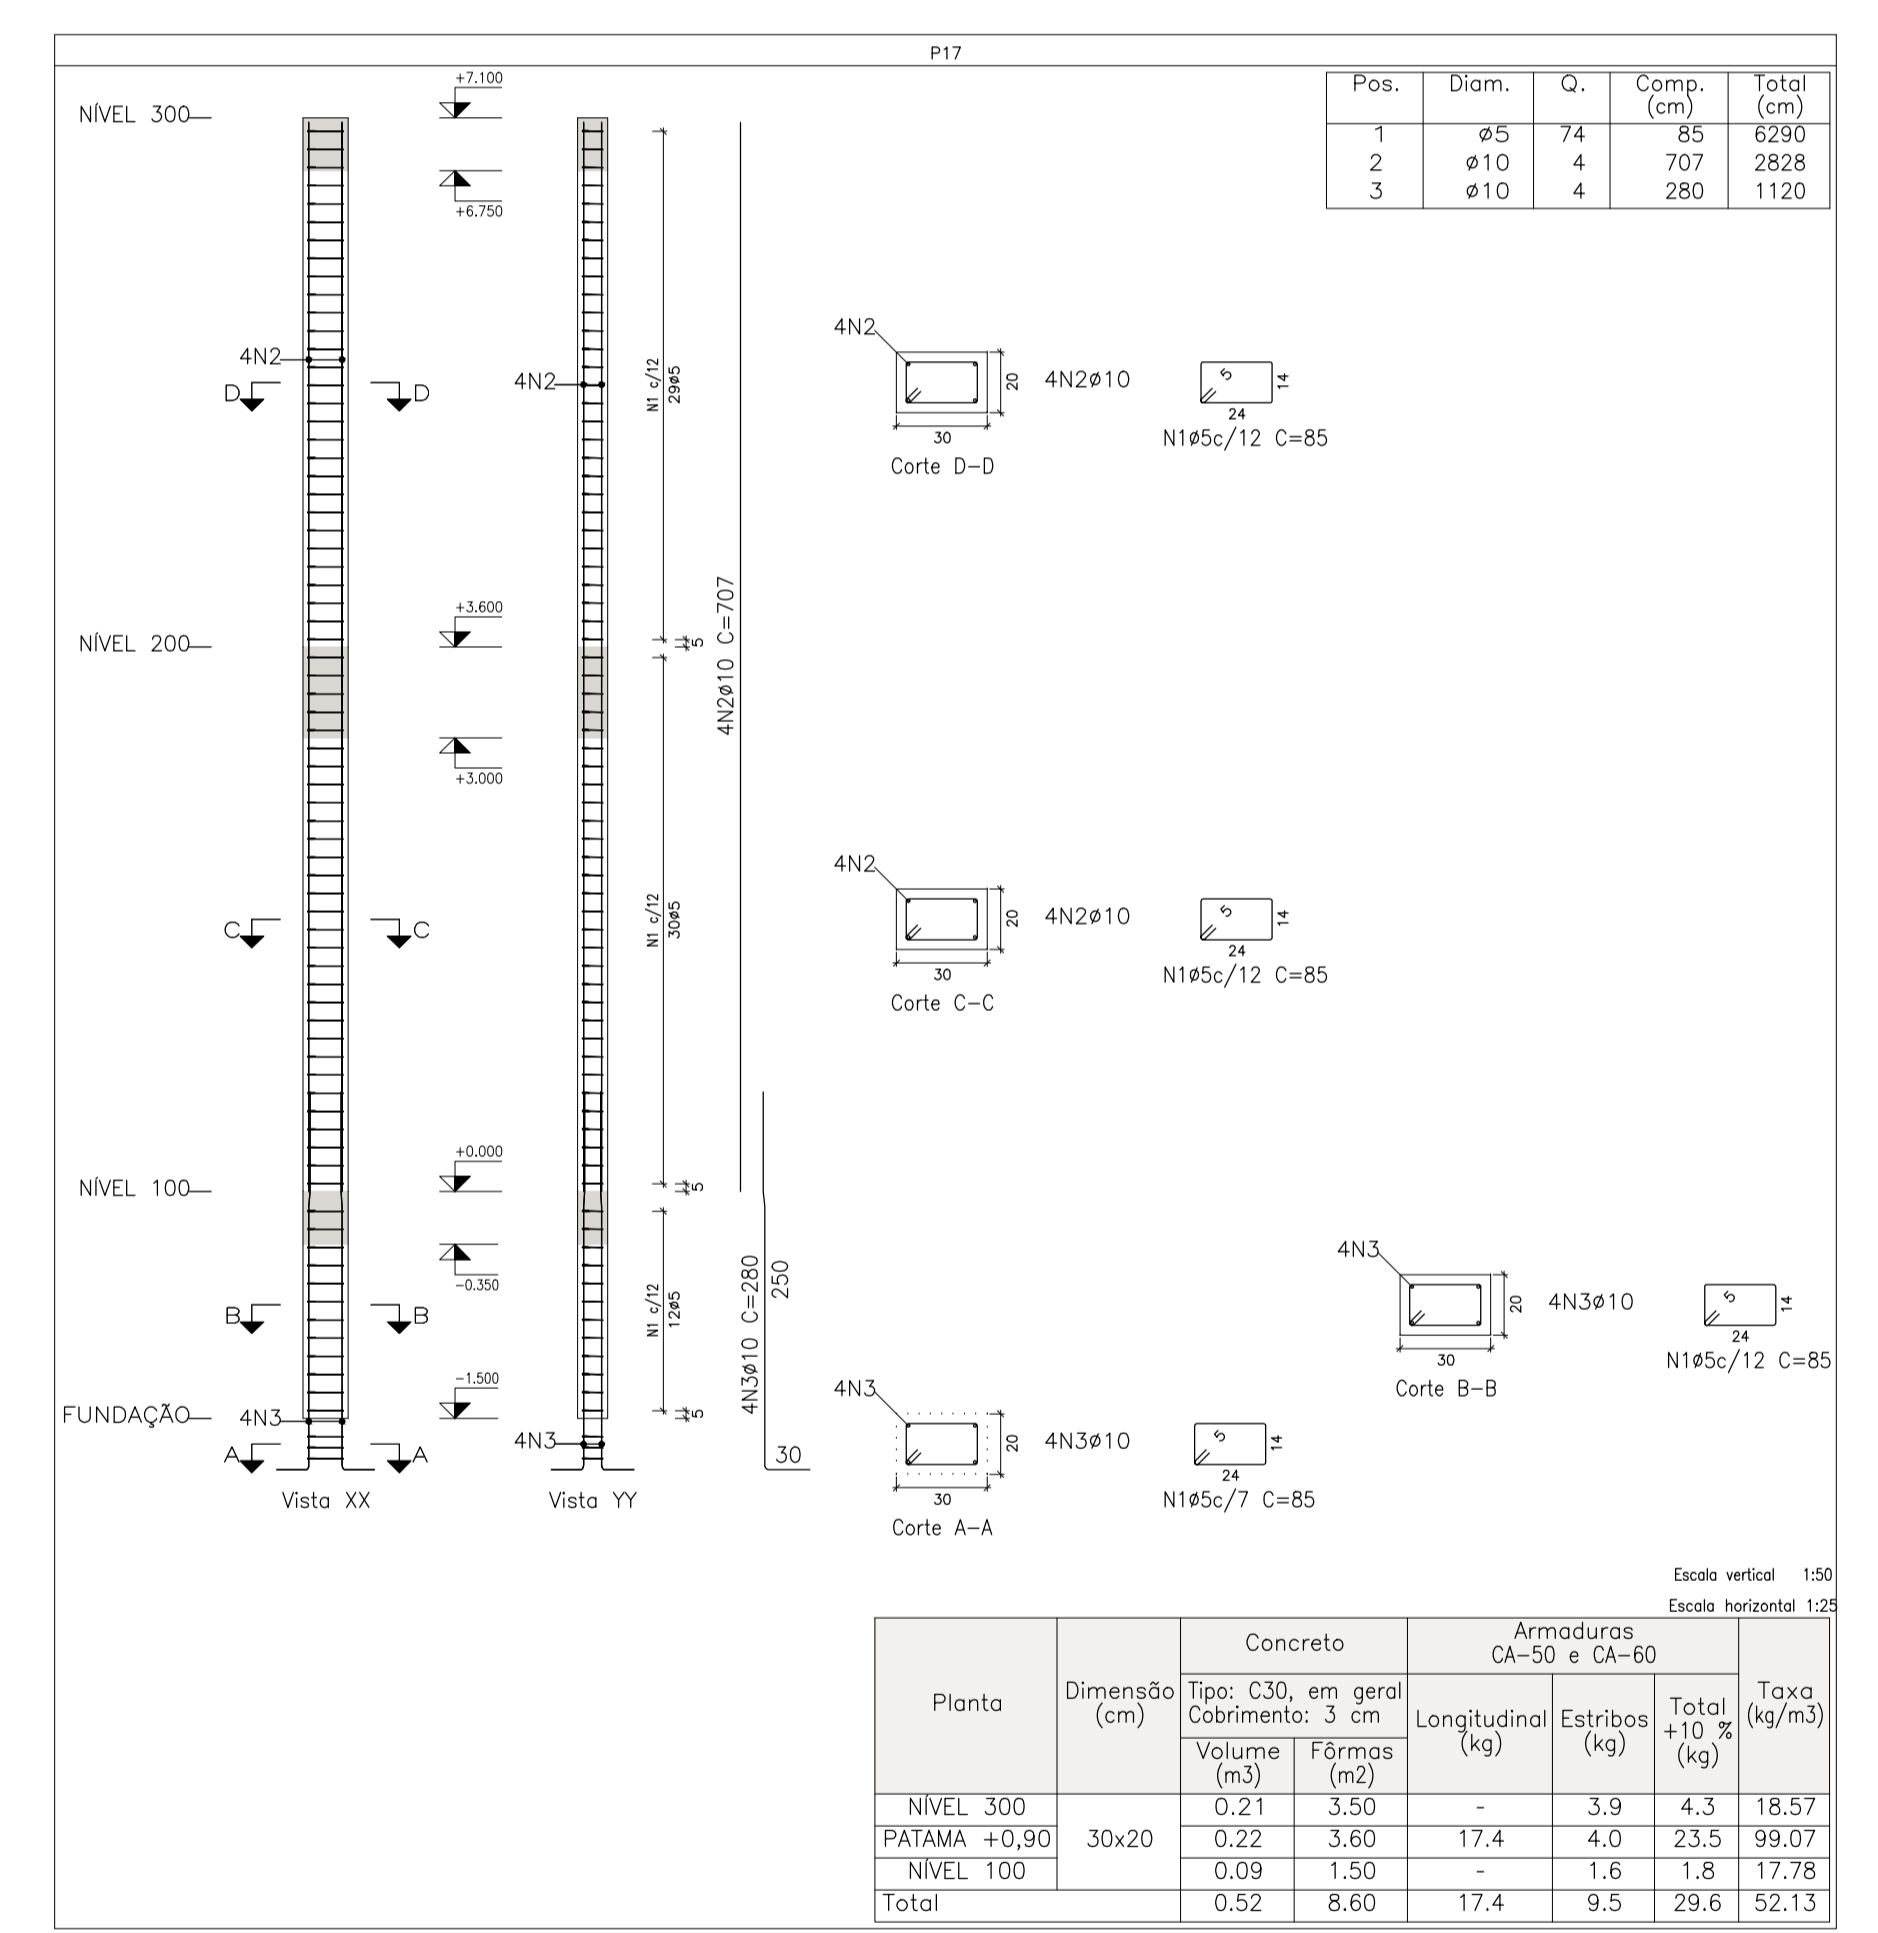 P17
Pos. Diam. Q. Comp. (cm) Total (cm)
1 ø5 74 85 6290
2 ø10 4 707 2828
3 ø10 4 280 1120
NÍVEL 300
+7.100
+6.750
4N2
4N2
D D
N1 c/12
29ø5
4N2
20
30
4N2ø10
5
14
24
N1ø5c/12 C=85
Corte D-D
NÍVEL 200
+3.600
+3.000
5
4N2ø10 C=707
C C
N1 c/12
30ø5
4N2
20
30
4N2ø10
5
14
24
N1ø5c/12 C=85
Corte C-C
NÍVEL 100
+0.000
-0.350
5
B B
N1 c/12
12ø5
4N3ø10 C=280
250
4N3
20
30
4N3ø10
5
14
24
N1ø5c/12 C=85
Corte B-B
FUNDAÇÃO
-1.500
4N3
4N3
5
A A
30
Vista XX
Vista YY
4N3
20
30
4N3ø10
5
14
24
N1ø5c/7 C=85
Corte A-A
Escala vertical 1:50
Escala horizontal 1:25
Planta
Dimensão
(cm)
Concreto
Tipo: C30, em geral
Cobrimento: 3 cm
Volume
(m3)
Fôrmas
(m2)
Armaduras
CA-50 e CA-60
Longitudinal
(kg)
Estribos
(kg)
Total
+10 %
(kg)
Taxa
(kg/m3)
NÍVEL 300 0.21 3.50 - 3.9 4.3 18.57
PATAMA +0,90 30x20 0.22 3.60 17.4 4.0 23.5 99.07
NÍVEL 100 0.09 1.50 - 1.6 1.8 17.78
Total 0.52 8.60 17.4 9.5 29.6 52.13